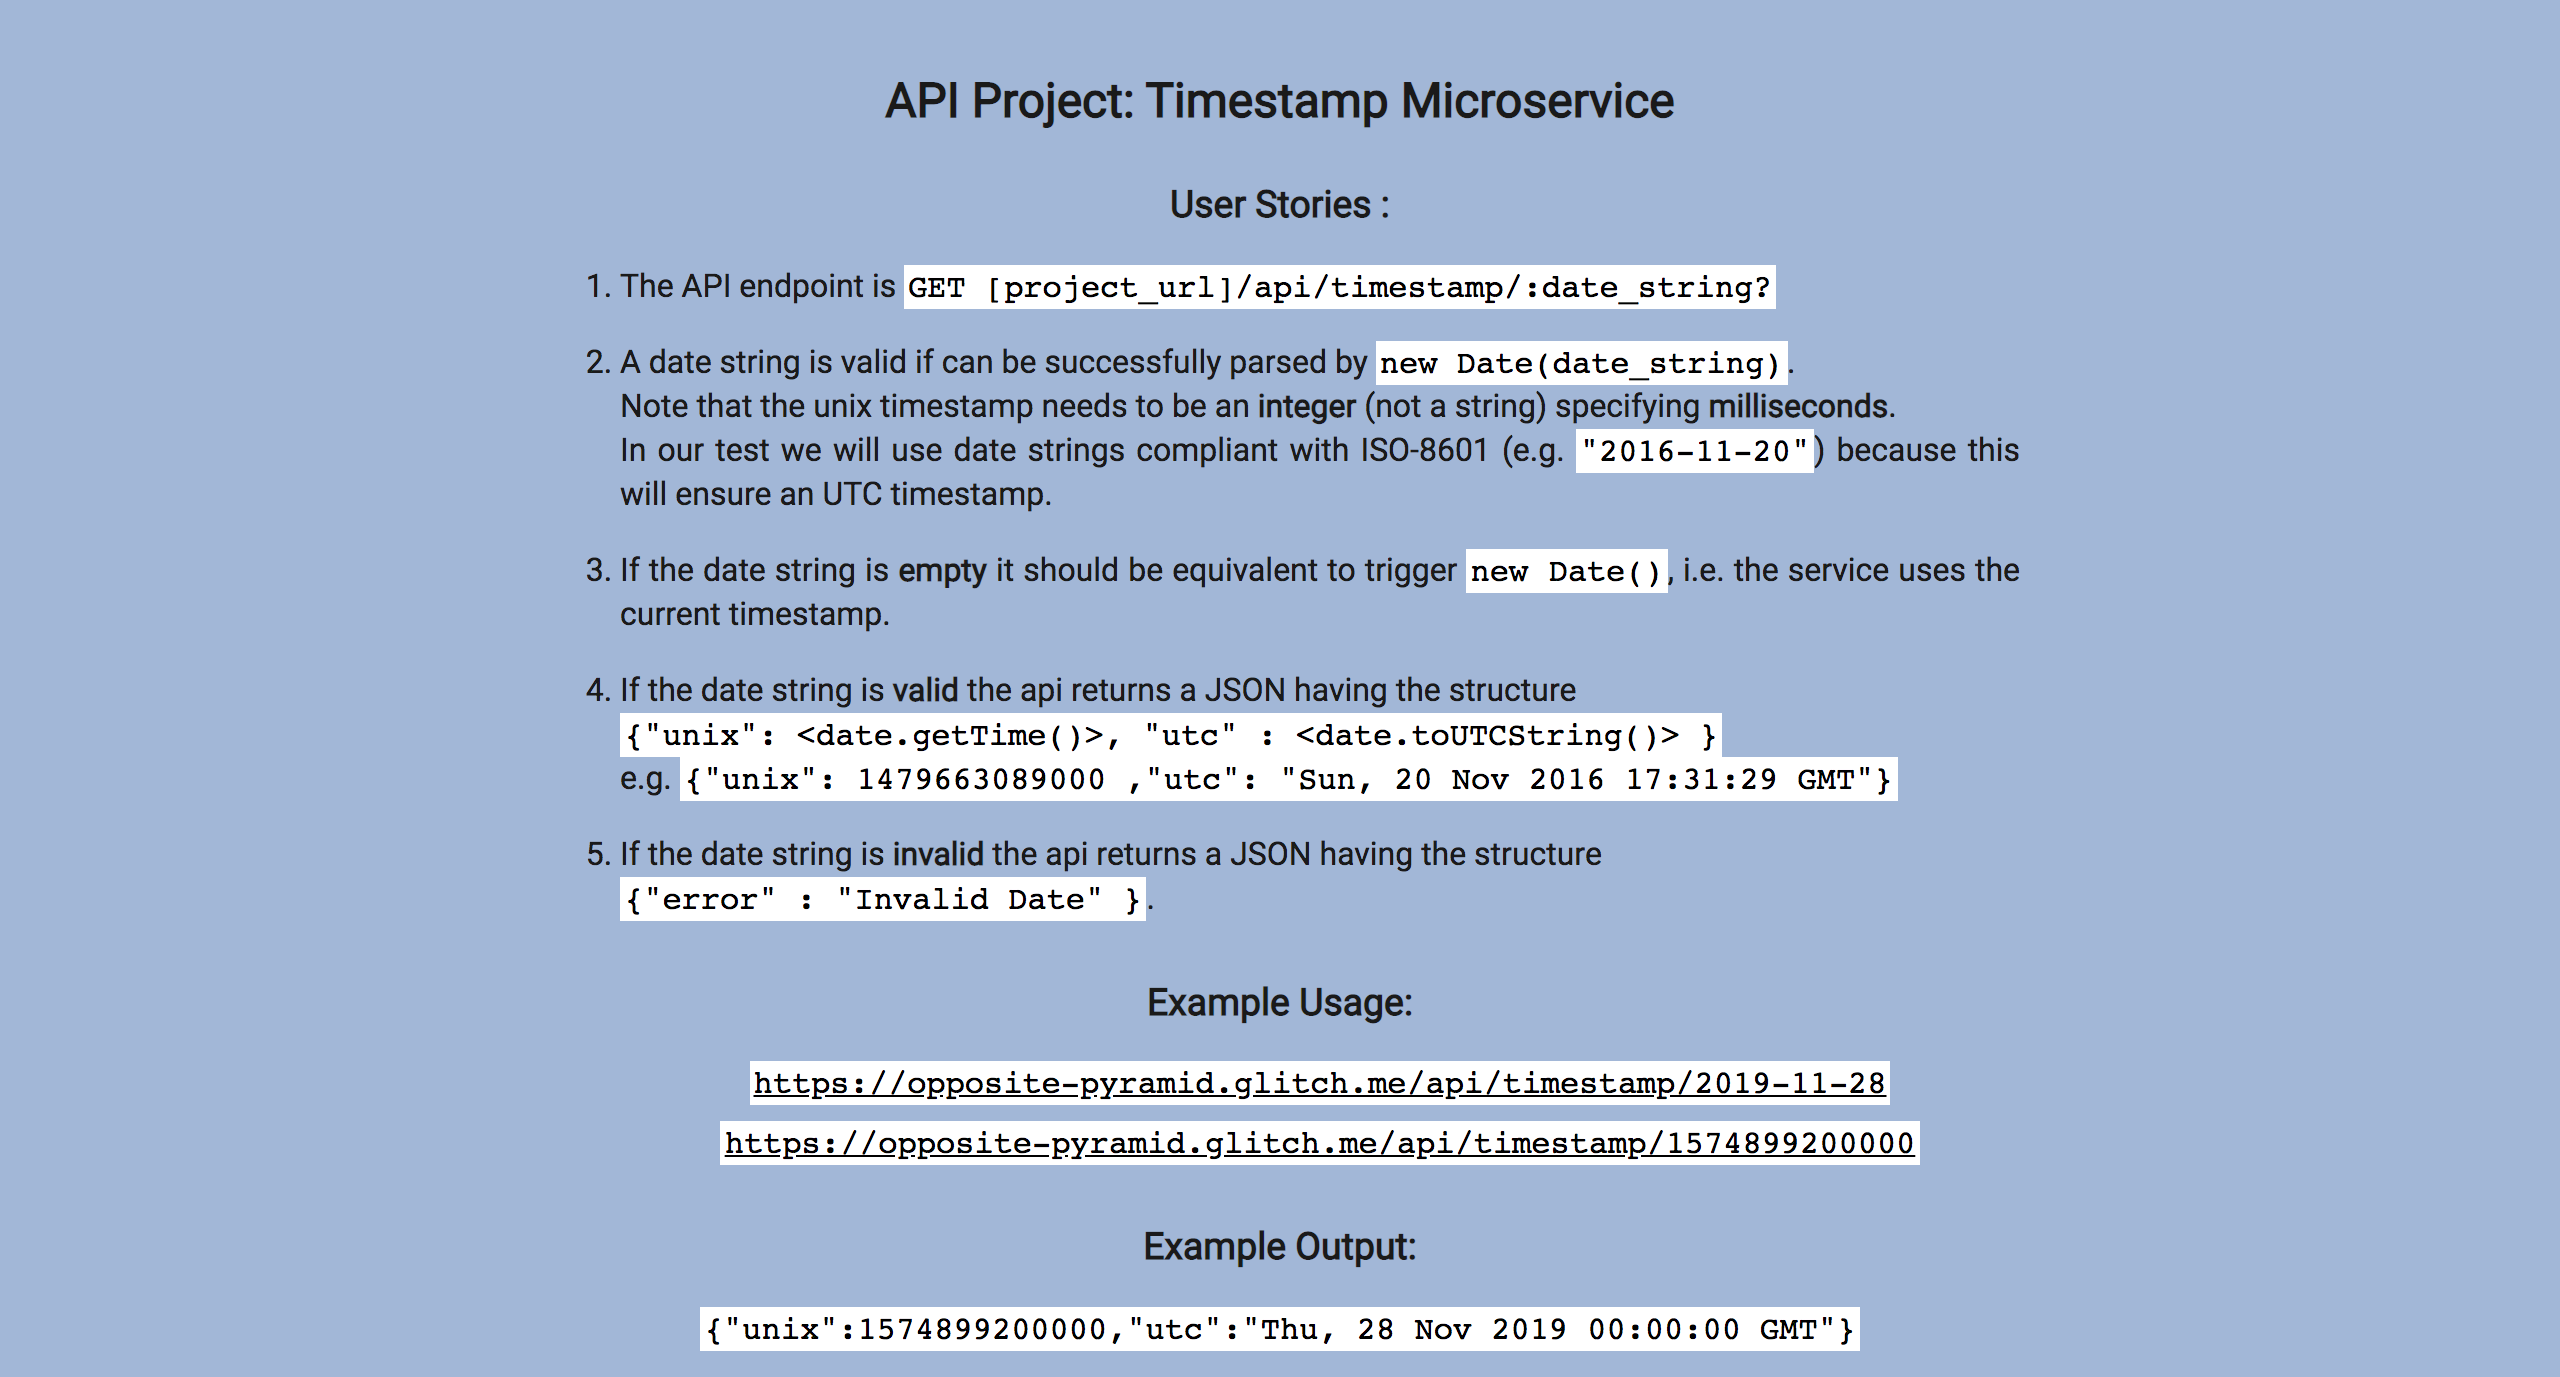 API Project: Timestamp Microservice
User Stories :
1. The API endpoint is GET [project_url]/api/timestamp/:date_string?
2. A date string is valid if can be successfully parsed by new Date(date_string).
Note that the unix timestamp needs to be an integer (not a string) specifying milliseconds.
In our test we will use date strings compliant with ISO-8601 (e.g. "2016-11-20") because this
will ensure an UTC timestamp.
3. If the date string is empty it should be equivalent to trigger new Date(), i.e. the service uses the
current timestamp.
4. If the date string is valid the api returns a JSON having the structure
{"unix": <date.getTime()>, "utc" : <date.toUTCString()> }
e.g. {"unix": 1479663089000 ,"utc": "Sun, 20 Nov 2016 17:31:29 GMT"}
5. If the date string is invalid the api returns a JSON having the structure
{"error" : "Invalid Date" }.
Example Usage:
https://opposite-pyramid.glitch.me/api/timestamp/2019-11-28
https://opposite-pyramid.glitch.me/api/timestamp/1574899200000
Example Output:
{"unix":1574899200000,"utc":"Thu, 28 Nov 2019 00:00:00 GMT"}